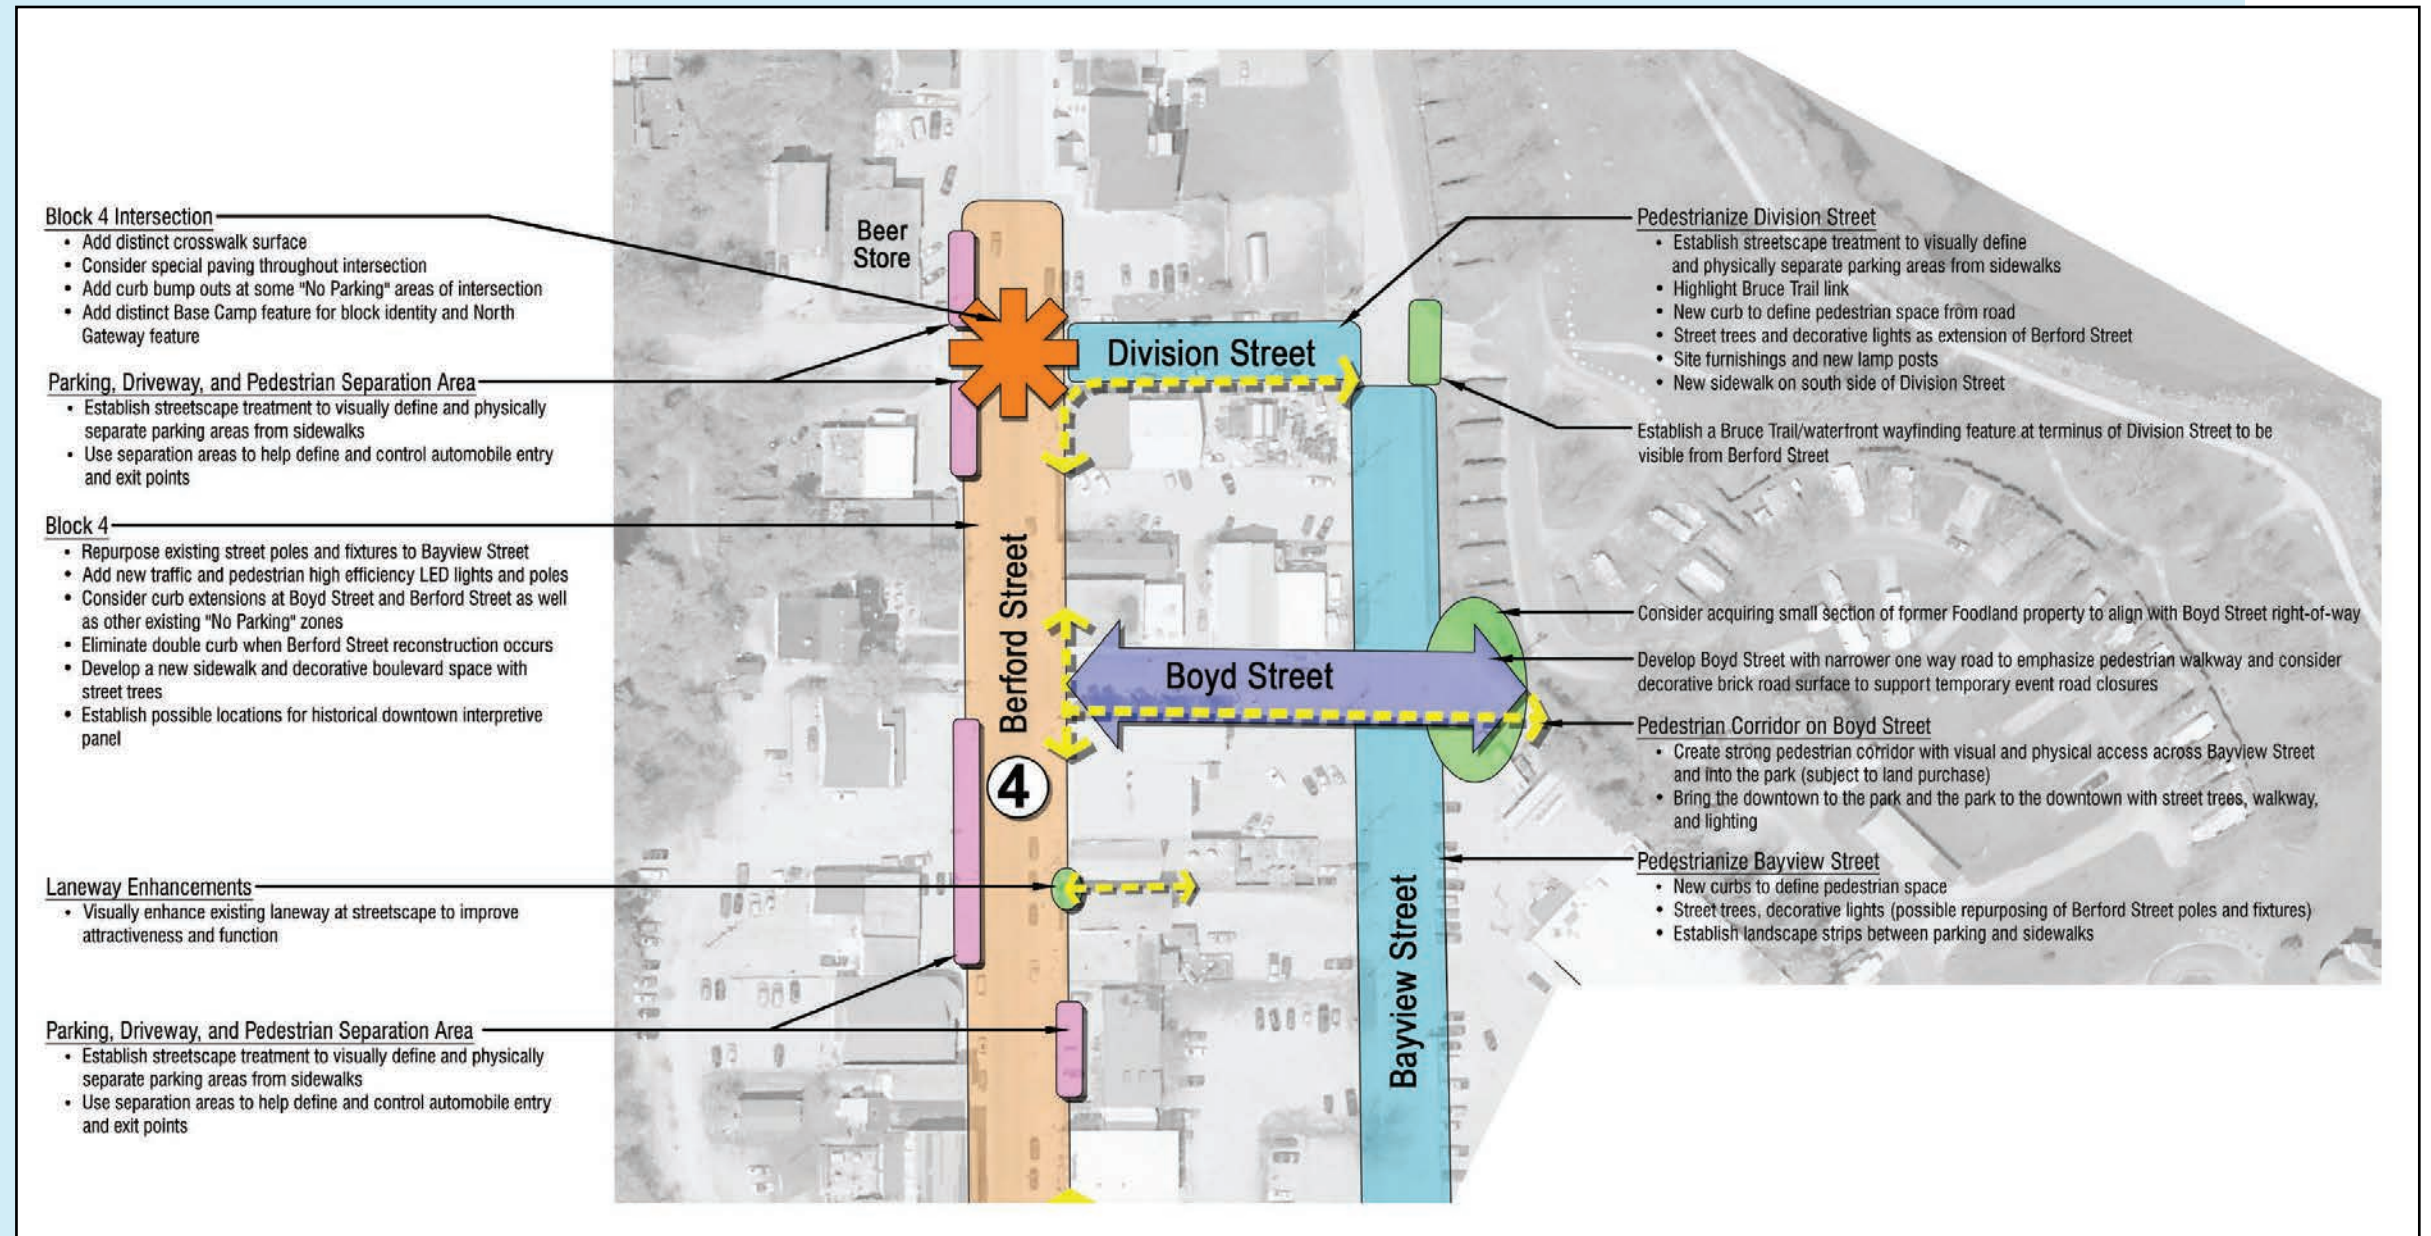 Block 4 Intersection
• Add distinct crosswalk surface
• Consider special paving throughout intersection
• Add curb bump outs at some "No Parking" areas of intersection
• Add distinct Base Camp feature for block identity and North
Gateway feature
Parking, Driveway, and Pedestrian Separation Area
• Establish streetscape treatment to visually define and physically
separate parking areas from sidewalks
• Use separation areas to help define and control automobile entry
and exit points
Block 4
• Repurpose existing street poles and fixtures to Bayview Street
• Add new traffic and pedestrian high efficiency LED lights and poles
• Consider curb extensions at Boyd Street and Berford Street as well
as other existing "No Parking" zones
• Eliminate double curb when Berford Street reconstruction occurs
• Develop a new sidewalk and decorative boulevard space with
street trees
• Establish possible locations for historical downtown interpretive
panel
Laneway Enhancements
• Visually enhance existing laneway at streetscape to improve
attractiveness and function
Parking, Driveway, and Pedestrian Separation Area
• Establish streetscape treatment to visually define and physically
separate parking areas from sidewalks
• Use separation areas to help define and control automobile entry
and exit points
Beer
Store
Division Street
Berford Street
Boyd Street
4
Bayview Street
Pedestrianize Division Street
• Establish streetscape treatment to visually define
and physically separate parking areas from sidewalks
• Highlight Bruce Trail link
• New curb to define pedestrian space from road
• Street trees and decorative lights as extension of Berford Street
• Site furnishings and new lamp posts
• New sidewalk on south side of Division Street
Establish a Bruce Trail/waterfront wayfinding feature at terminus of Division Street to be
visible from Berford Street
Consider acquiring small section of former Foodland property to align with Boyd Street right-of-way
Develop Boyd Street with narrower one way road to emphasize pedestrian walkway and consider
decorative brick road surface to support temporary event road closures
Pedestrian Corridor on Boyd Street
• Create strong pedestrian corridor with visual and physical access across Bayview Street
and into the park (subject to land purchase)
• Bring the downtown to the park and the park to the downtown with street trees, walkway,
and lighting
Pedestrianize Bayview Street
• New curbs to define pedestrian space
• Street trees, decorative lights (possible repurposing of Berford Street poles and fixtures)
• Establish landscape strips between parking and sidewalks